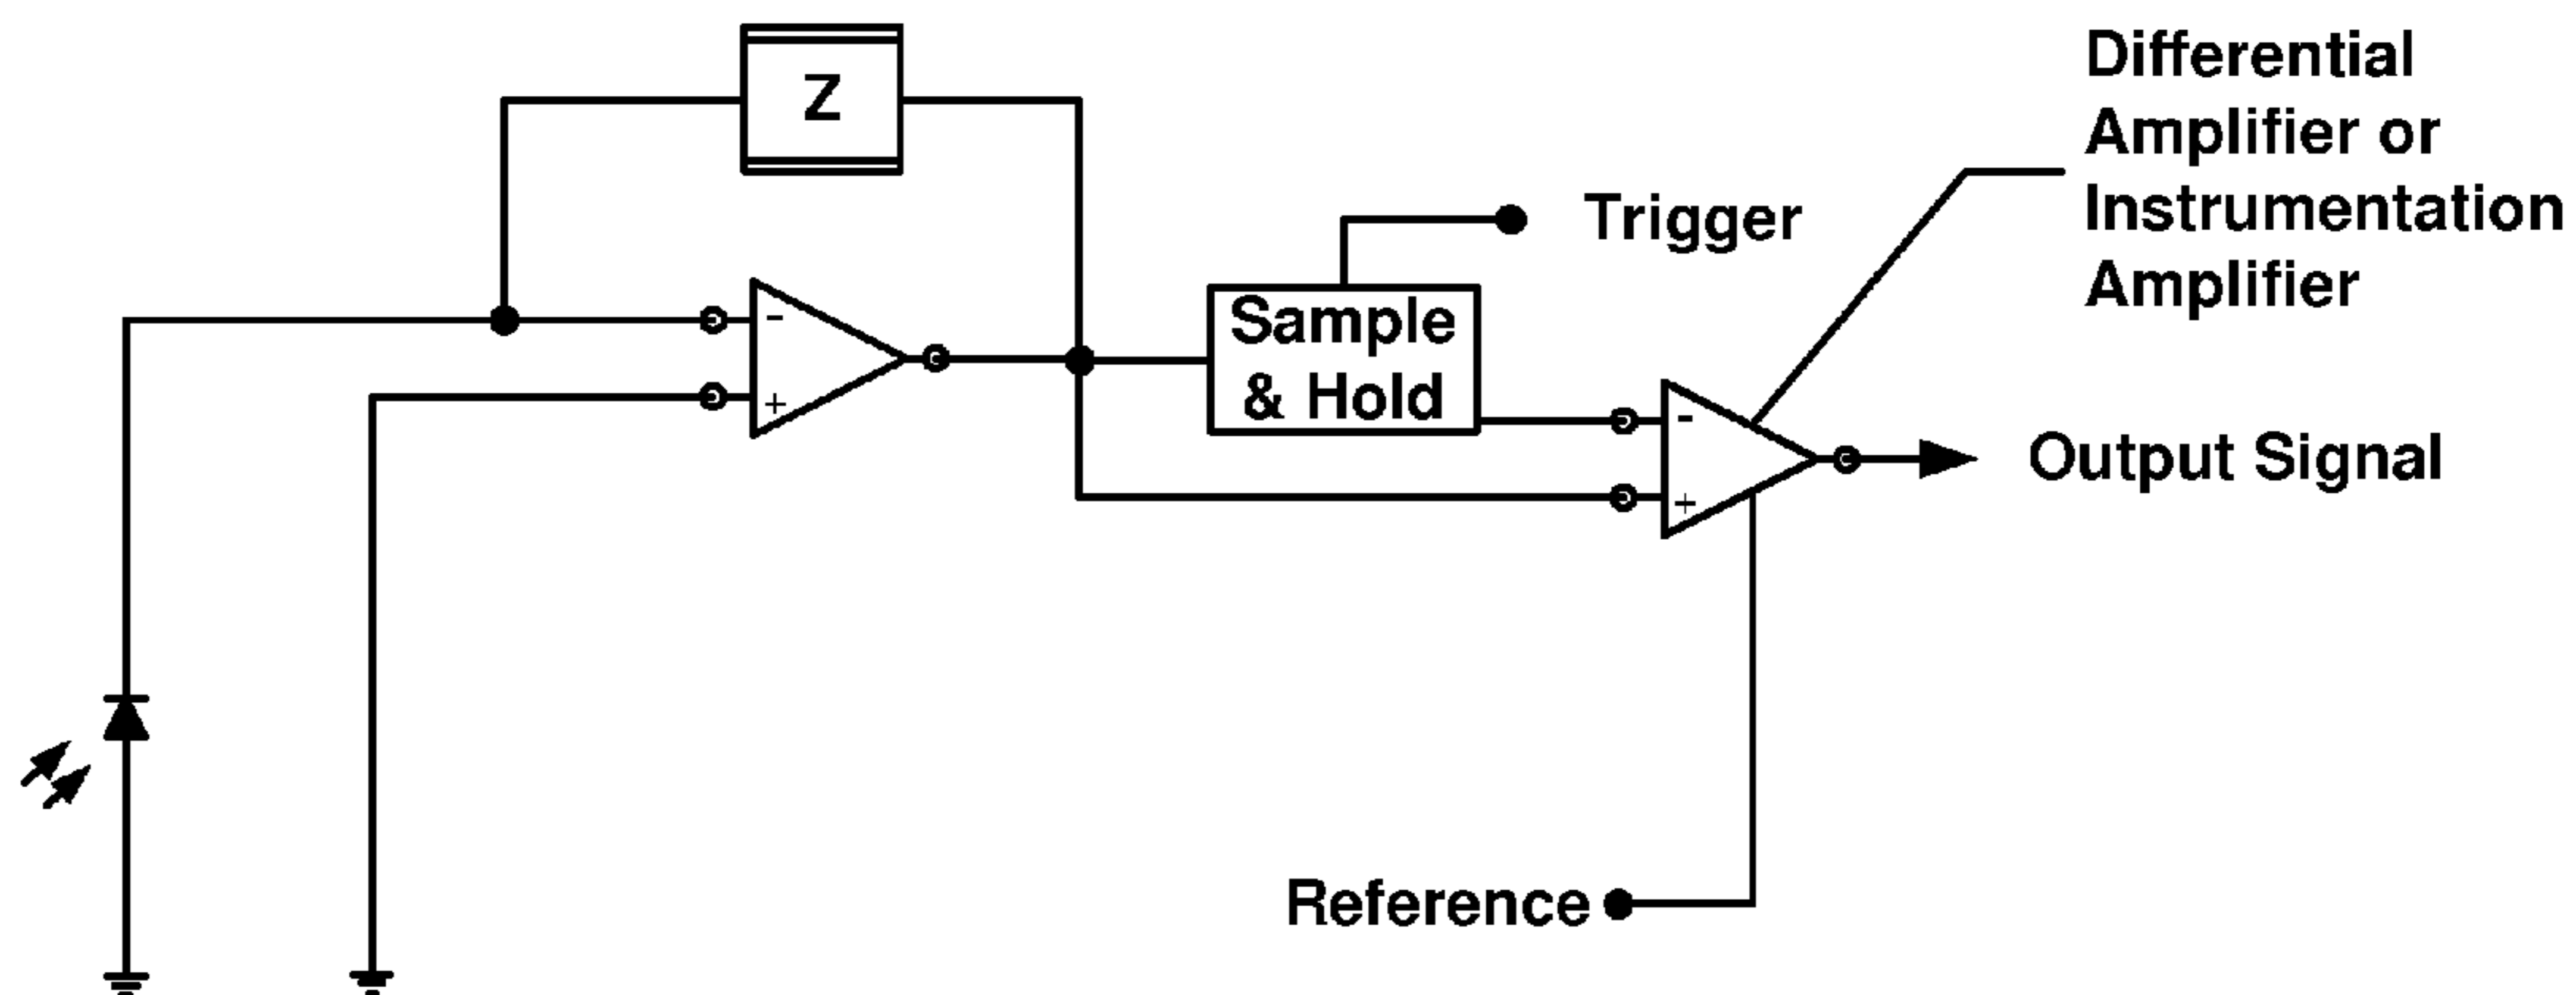 Z
Differential
Amplifier or
Instrumentation
Amplifier
Trigger
Sample
& Hold
-
+
-
+
Output Signal
Reference